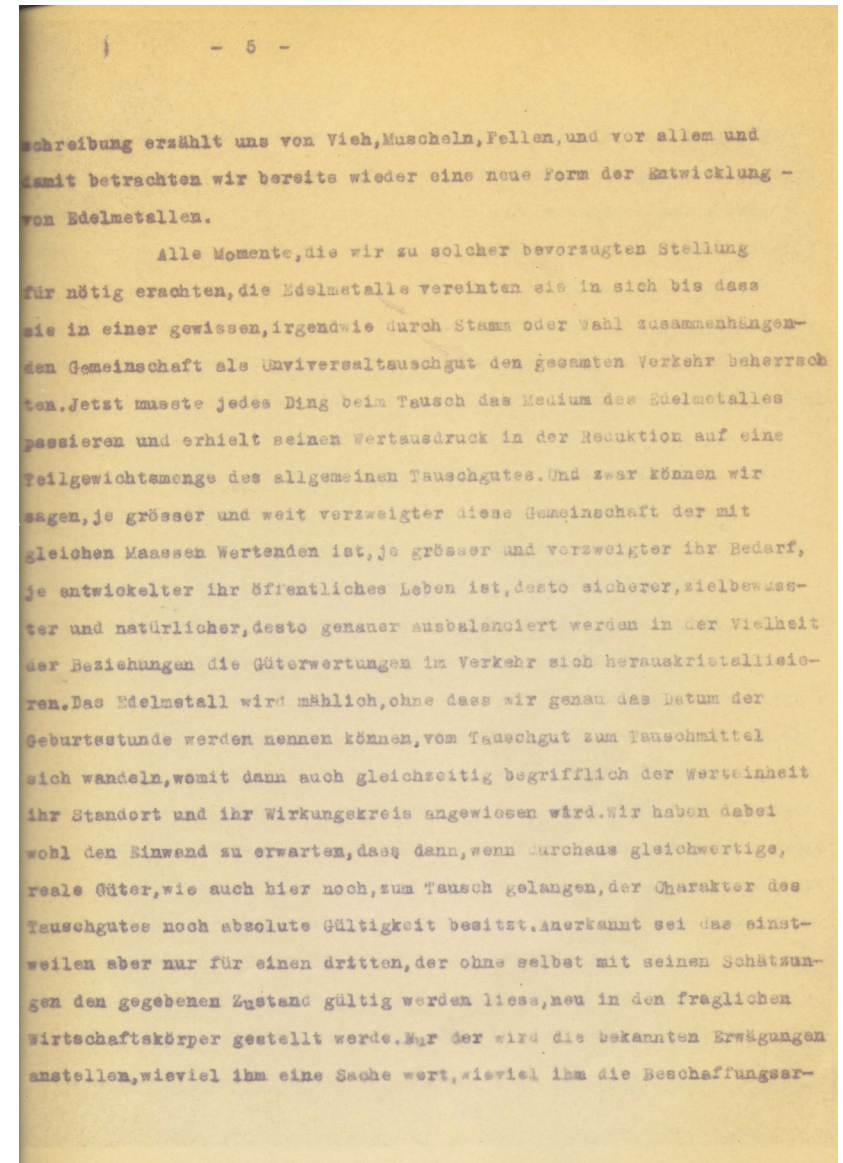 - 5 -
schreibung erzählt uns von Vieh,Muscheln,Fellen,und vor allem und
damit betrachten wir bereits wieder eine neue Form der Entwicklung -
von Edelmetallen.
Alle Momente,die wir zu solcher bevorzugten Stellung
für nötig erachten,die Edelmetalle vereinten sie in sich bis dass
sie in einer gewissen,irgendwie durch Stamm oder Wahl zusammenhängen-
den Gemeinschaft als Unviversaltauschgut den gesamten Verkehr beherrsch
ten.Jetzt musste jedes Ding beim Tausch das Medium des Edelmetalles
passieren und erhielt seinen Wertausdruck in der Reduktion auf eine
Teilgewichtsmenge des allgemeinen Tauschgutes.Und zwar können wir
sagen,je grösser und weit verzweigter diese Gemeinschaft der mit
gleichen Maassen Wertenden ist,je grösser und verzweigter ihr Bedarf,
je entwickelter ihr öffentliches Leben ist,desto sicherer,zielbewuss-
ter und natürlicher,desto genauer ausbalanciert werden in der Vielheit
der Beziehungen die Güterwertungen im Verkehr sich herauskristallisie-
ren.Das Edelmetall wird mählich,ohne dass wir genau das Datum der
Geburtsstunde werden nennen können,vom Tauschgut zum Tauschmittel
sich wandeln,womit dann auch gleichzeitig begrifflich der Werteinheit
ihr Standort und ihr Wirkungskreis angewiesen wird.Wir haben dabei
wohl den Einwand zu erwarten,dass dann,wenn durchaus gleichwertige,
reale Güter,wie auch hier noch,zum Tausch gelangen,der Charakter des
Tauschgutes noch absolute Gültigkeit besitzt.Anerkannt sei das einst-
weilen aber nur für einen dritten,der ohne selbst mit seinen Schätzun-
gen den gegebenen Zustand gültig werden liess,neu in den fraglichen
Wirtschaftskörper gestellt werde.Nur der wird die bekannten Erwägungen
anstellen,wieviel ihm eine Sache wert,wieviel ihm die Beschaffungsar-